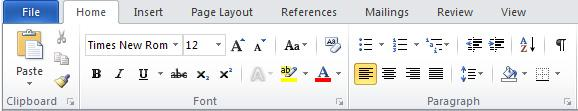 File Home Insert Page Layout References Mailings Review View
Times New Rom 12 A A Aa
Paste B I U abc x₂ x² A ab A
Clipboard Font Paragraph